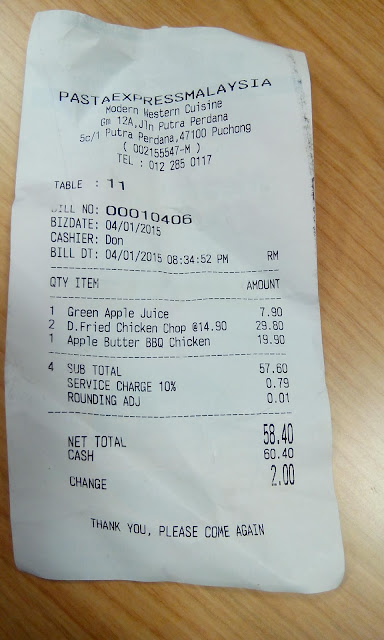 PASTAEXPRESSMALAYSIA
Modern Western Cuisine
Gm 12A,Jln Putra Perdana
5c/1 Putra Perdana,47100 Puchong
( 002155547-M )
TEL : 012 285 0117
TABLE : 11
BILL NO: 00010406
BIZDATE: 04/01/2015
CASHIER: Don
BILL DT: 04/01/2015 08:34:52 PM RM
QTY ITEM AMOUNT
1 Green Apple Juice 7.90
2 D.Fried Chicken Chop @14.90 29.80
1 Apple Butter BBQ Chicken 19.90
4 SUB TOTAL 57.60
SERVICE CHARGE 10% 0.79
ROUNDING ADJ 0.01
NET TOTAL 58.40
CASH 60.40
CHANGE 2.00
THANK YOU, PLEASE COME AGAIN